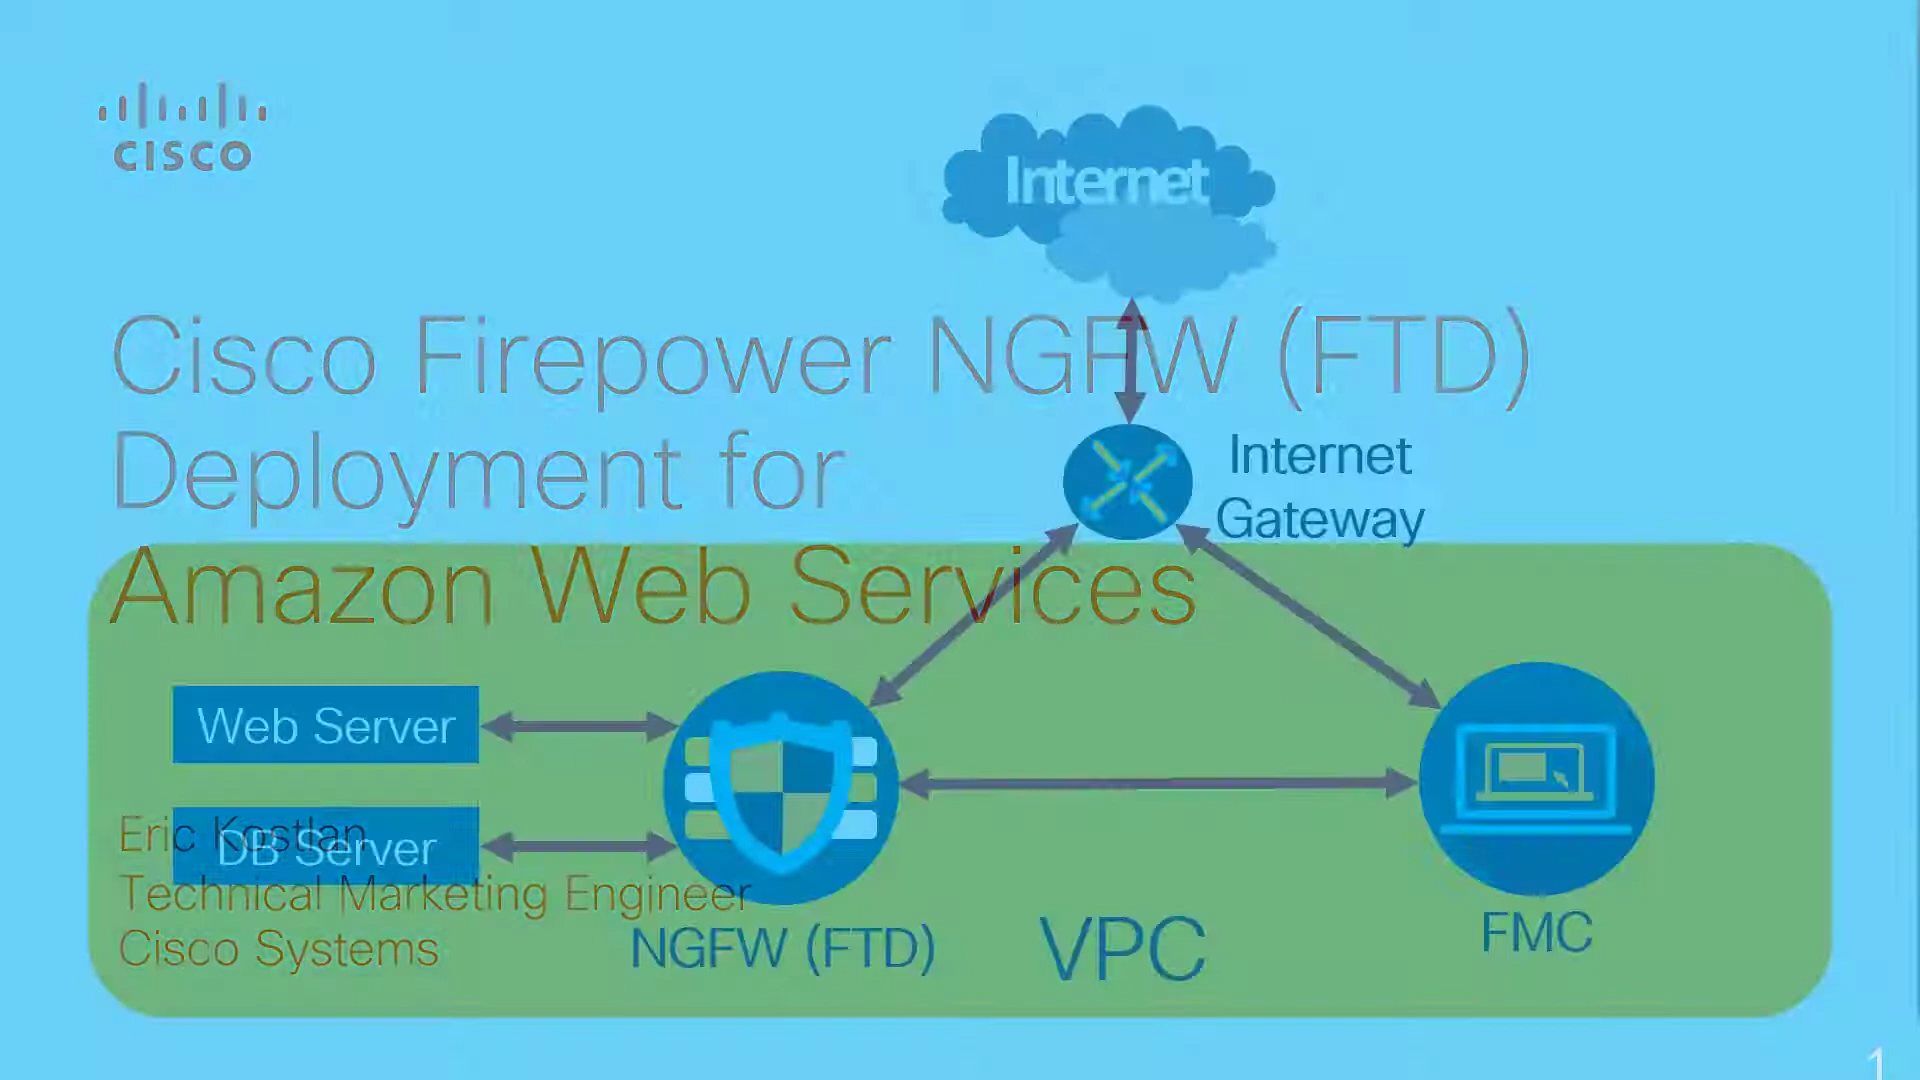 CISCO
Internet
Cisco Firepower NGFW (FTD)
Deployment for
Amazon Web Services
Internet
Gateway
Web Server
DB Server
Eric Kostlan
Technical Marketing Engineer
Cisco Systems
NGFW (FTD)
VPC
FMC
1